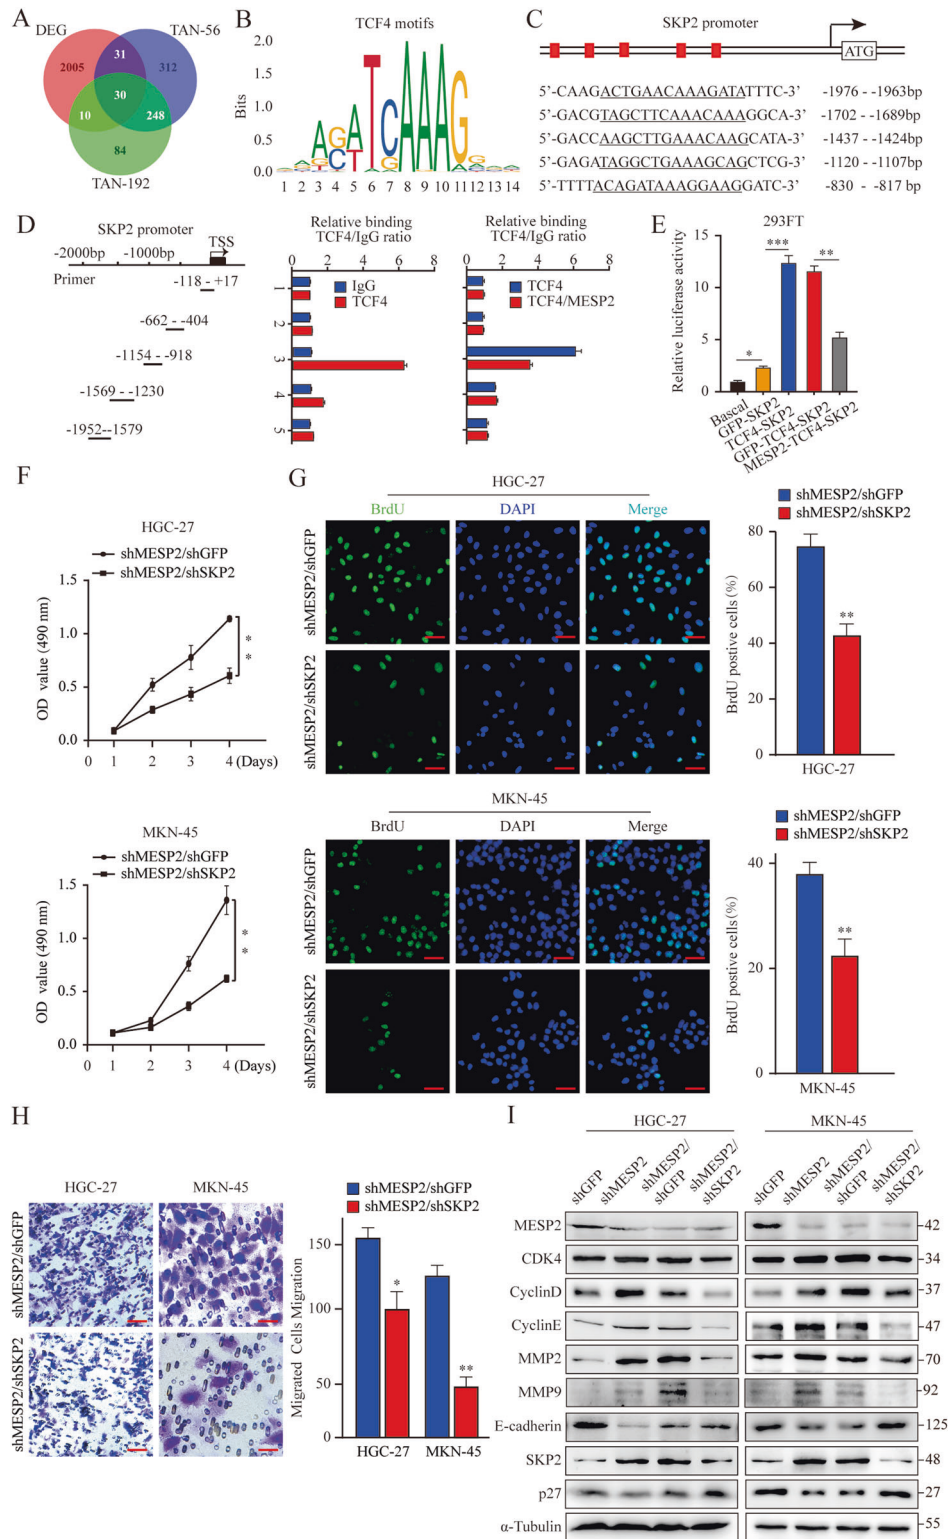 A
DEG
TAN-56
31
2005
312
30
10
248
84
TAN-192
B
TCF4 motifs
Bits
2.0
1.5
1.0
0.5
0.0
1 2 3 4 5 6 7 8 9 10 11 12 13 14
C
SKP2 promoter
ATG
5’-CAAGACTGAACAAAGATATTTC-3’ -1976 - -1963bp
5’-GACGTAGCTTCAAACAAAGGCA-3’ -1702 - -1689bp
5’-GACCAAGCTTGAAACAAGCATA-3’ -1437 - -1424bp
5’-GAGATAGGCTGAAAGCAGCTCG-3’ -1120 - -1107bp
5’-TTTTACAGATAAAGGAAGGATC-3’ -830 - -817 bp
D
SKP2 promoter
-2000bp -1000bp TSS
Primer
-118 - +17
-662 - -404
-1154 - -918
-1569 - -1230
-1952--1579
Relative binding
TCF4/IgG ratio
0 2 4 6 8
IgG
TCF4
1
2
3
4
5
Relative binding
TCF4/IgG ratio
0 2 4 6 8
TCF4
TCF4/MESP2
E
293FT
Relative luciferase activity
15
10
5
0
*
***
**
Bascal
GFP-SKP2
TCF4-SKP2
GFP-TCF4-SKP2
MESP2-TCF4-SKP2
F
HGC-27
shMESP2/shGFP
shMESP2/shSKP2
OD value (490 nm)
1.5
1.0
0.5
0.0
**
0 1 2 3 4 (Days)
MKN-45
shMESP2/shGFP
shMESP2/shSKP2
OD value (490 nm)
1.5
1.0
0.5
0.0
**
0 1 2 3 4 (Days)
G
HGC-27
BrdU DAPI Merge
shMESP2/shGFP
shMESP2/shSKP2
shMESP2/shGFP
shMESP2/shSKP2
BrdU postive cells (%)
80
60
40
20
0
**
HGC-27
MKN-45
BrdU DAPI Merge
shMESP2/shGFP
shMESP2/shSKP2
shMESP2/shGFP
shMESP2/shSKP2
BrdU postive cells (%)
40
20
0
**
MKN-45
H
HGC-27 MKN-45
shMESP2/shGFP
shMESP2/shSKP2
shMESP2/shGFP
shMESP2/shSKP2
Migrated Cells Migration
150
100
50
0
*
**
HGC-27 MKN-45
I
HGC-27 MKN-45
shGFP
shMESP2
shMESP2/
shGFP
shMESP2/
shSKP2
shGFP
shMESP2
shMESP2/
shGFP
shMESP2/
shSKP2
MESP2 -42
CDK4 -34
CyclinD -37
CyclinE -47
MMP2 -70
MMP9 -92
E-cadherin -125
SKP2 -48
p27 -27
α-Tubulin -55